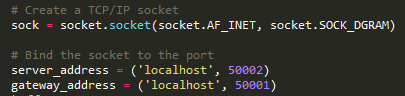 # Create a TCP/IP socket
sock = socket.socket(socket.AF_INET, socket.SOCK_DGRAM)
# Bind the socket to the port
server_address = ('localhost', 50002)
gateway_address = ('localhost', 50001)